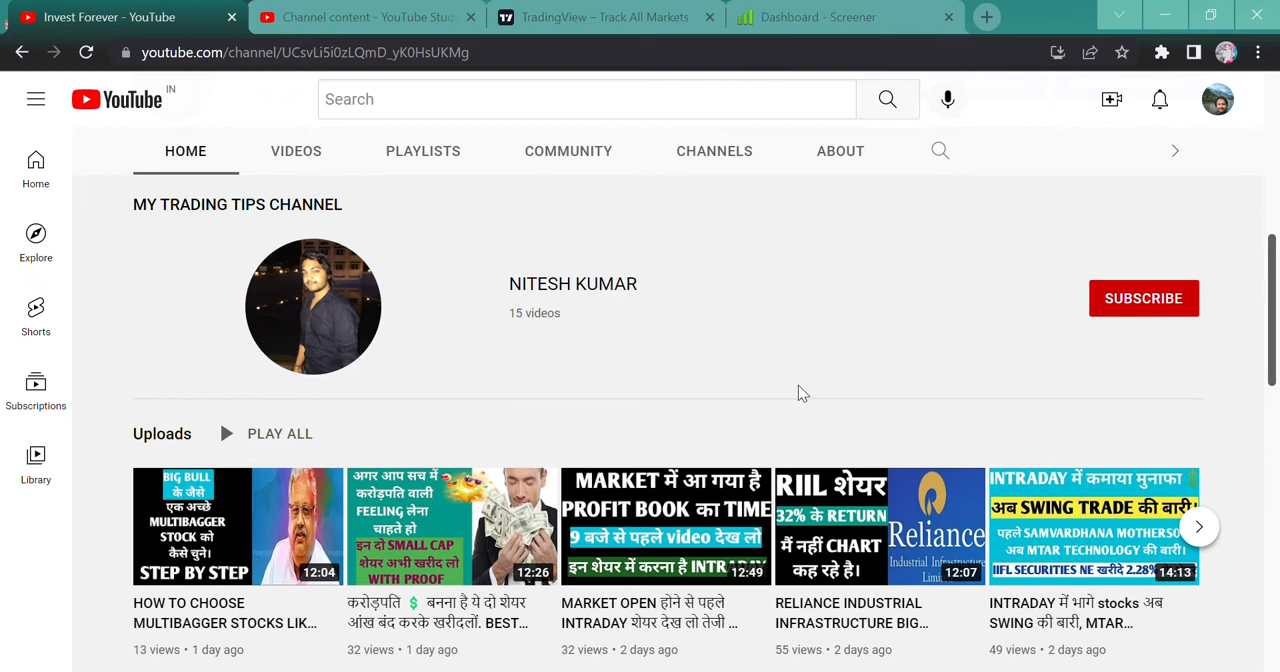 Invest Forever - YouTube
Channel content - YouTube Stud
TradingView – Track All Markets
Dashboard - Screener
youtube.com/channel/UCsvLi5i0zLQmD_yK0HsUKMg
YouTube IN
Search
HOME VIDEOS PLAYLISTS COMMUNITY CHANNELS ABOUT
Home
Explore
Shorts
Subscriptions
Library
MY TRADING TIPS CHANNEL
NITESH KUMAR
15 videos
SUBSCRIBE
Uploads PLAY ALL
BIG BULL
के जैसे
एक अच्छे
MULTIBAGGER
STOCK को
कैसे चुने।
STEP BY STEP
12:04
अगर आप सच में
करोड़पति वाली
FEELING लेना
चाहते हो
इन दो SMALL CAP
शेयर अभी खरीद लो
WITH PROOF
12:26
MARKET में आ गया है
PROFIT BOOK का TIME
9 बजे से पहले video देख लो
इन शेयर में करना है INTRADAY
12:49
RIIL शेयर
32% के RETURN
मैं नहीं CHART
कह रहे है।
Reliance
Industrial Infrastructure
Limi
12:07
INTRADAY में कमाया मुनाफा
अब SWING TRADE की बारी
पहले SAMVARDHANA MOTHERSO
अब MTAR TECHNOLOGY की बारी।
IIFL SECURITIES NE खरीदे 2.28%
14:13
HOW TO CHOOSE
MULTIBAGGER STOCKS LIK...
13 views • 1 day ago
करोड़पति 💲 बनना है ये दो शेयर
आंख बंद करके खरीदलों. BEST...
32 views • 1 day ago
MARKET OPEN होने से पहले
INTRADAY शेयर देख लो तेजी ...
32 views • 2 days ago
RELIANCE INDUSTRIAL
INFRASTRUCTURE BIG...
55 views • 2 days ago
INTRADAY में भागे stocks अब
SWING की बारी, MTAR...
49 views • 2 days ago